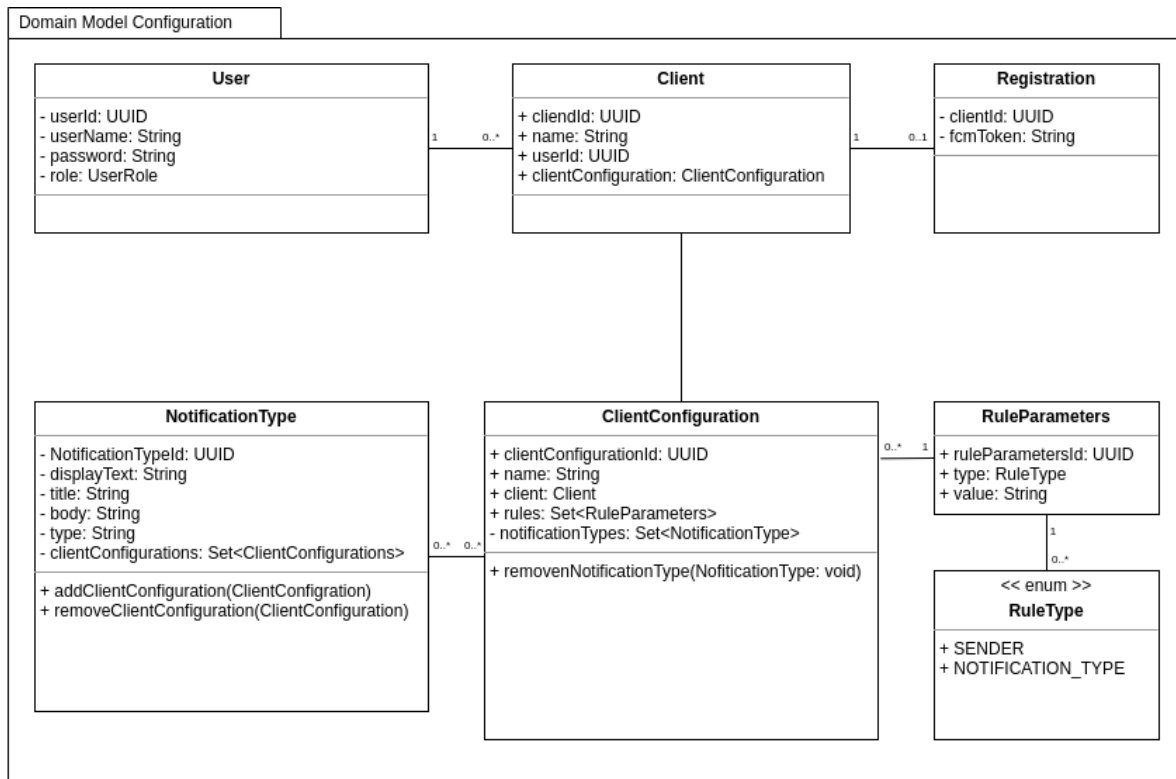 Domain Model Configuration
User
- userId: UUID
- userName: String
- password: String
- role: UserRole
1
0..*
Client
+ cliendId: UUID
+ name: String
+ userId: UUID
+ clientConfiguration: ClientConfiguration
1
0..1
Registration
- clientId: UUID
- fcmToken: String
NotificationType
- NotificationTypeId: UUID
- displayText: String
- title: String
- body: String
- type: String
- clientConfigurations: Set<ClientConfigurations>
+ addClientConfiguration(ClientConfigration)
+ removeClientConfiguration(ClientConfiguration)
0..*
0..*
ClientConfiguration
+ clientConfigurationId: UUID
+ name: String
+ client: Client
+ rules: Set<RuleParameters>
- notificationTypes: Set<NotificationType>
+ removenNotificationType(NofiticationType: void)
0..*
1
RuleParameters
+ ruleParametersId: UUID
+ type: RuleType
+ value: String
1
0..*
<< enum >>
RuleType
+ SENDER
+ NOTIFICATION_TYPE